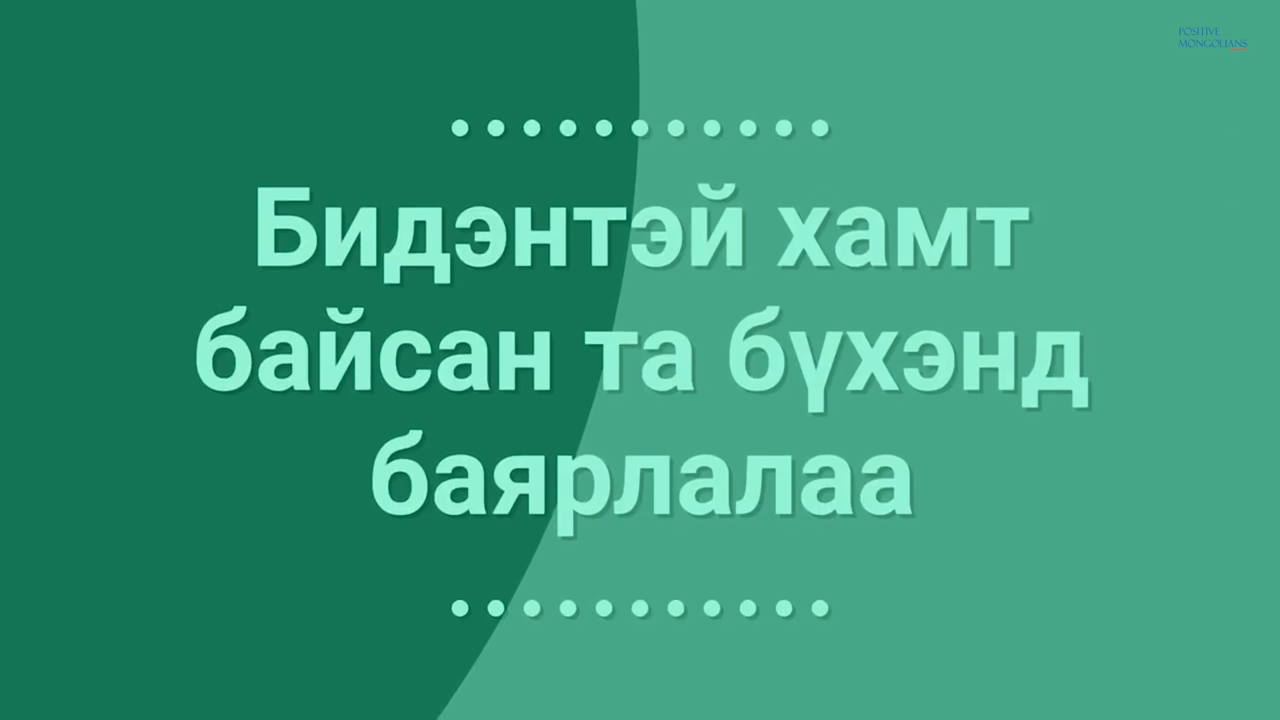 POSITIVE
MONGOLIANS
Бидэнтэй хамт
байсан та бүхэнд
баярлалаа